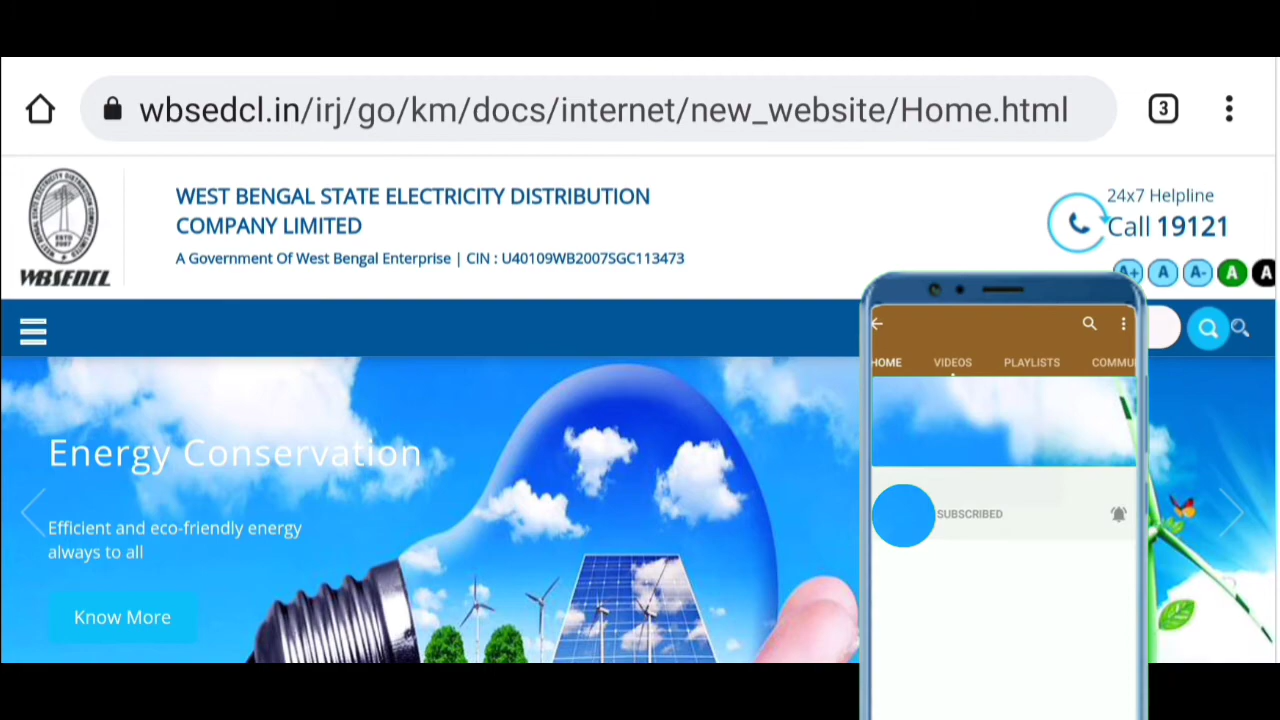 wbsedcl.in/irj/go/km/docs/internet/new_website/Home.html
3
WEST BENGAL STATE ELECTRICITY DISTRIBUTION
COMPANY LIMITED
A Government Of West Bengal Enterprise | CIN : U40109WB2007SGC113473
WBSEDCL
24x7 Helpline
Call 19121
A+ A A- A A
HOME VIDEOS PLAYLISTS COMMU
SUBSCRIBED
Energy Conservation
Efficient and eco-friendly energy
always to all
Know More